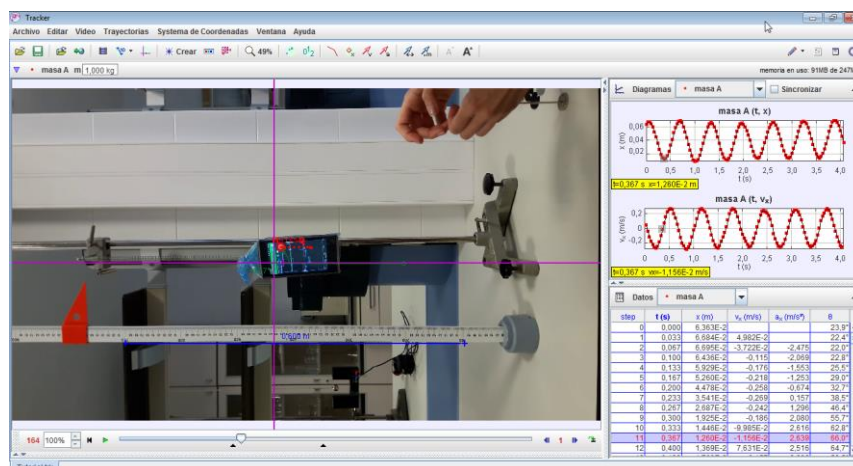 Tracker
Archivo Editar Video Trayectorias Systema de Coordenadas Ventana Ayuda
Crear 49%
masa A m 1,000 kg
memoria en uso: 91MB de 247M
Diagramas masa A Sincronizar
masa A (t, x)
x (m)
0,06
0,04
0,02
0 0,5 1,0 1,5 2,0 2,5 3,0 3,5 4,0
t (s)
t=0,367 s x=1,260E-2 m
masa A (t, vx)
vx (m/s)
0,2
0
-0,2
0 0,5 1,0 1,5 2,0 2,5 3,0 3,5 4,0
t (s)
t=0,367 s vx=-1,156E-2 m/s
Datos masa A
step t (s) x (m) vx (m/s) ax (m/s²) θ
0 0,000 6,363E-2 23,9°
1 0,033 6,684E-2 4,982E-2 22,4°
2 0,067 6,695E-2 -3,722E-2 -2,475 22,0°
3 0,100 6,436E-2 -0,115 -2,069 22,8°
4 0,133 5,929E-2 -0,176 -1,553 25,5°
5 0,167 5,260E-2 -0,218 -1,253 29,0°
6 0,200 4,478E-2 -0,258 -0,674 32,7°
7 0,233 3,541E-2 -0,269 0,157 38,5°
8 0,267 2,687E-2 -0,242 1,296 46,4°
9 0,300 1,925E-2 -0,186 2,080 55,7°
10 0,333 1,446E-2 -9,985E-2 2,616 62,8°
11 0,367 1,260E-2 -1,156E-2 2,639 66,0°
12 0,400 1,369E-2 7,631E-2 2,516 64,7°
164 100% 1